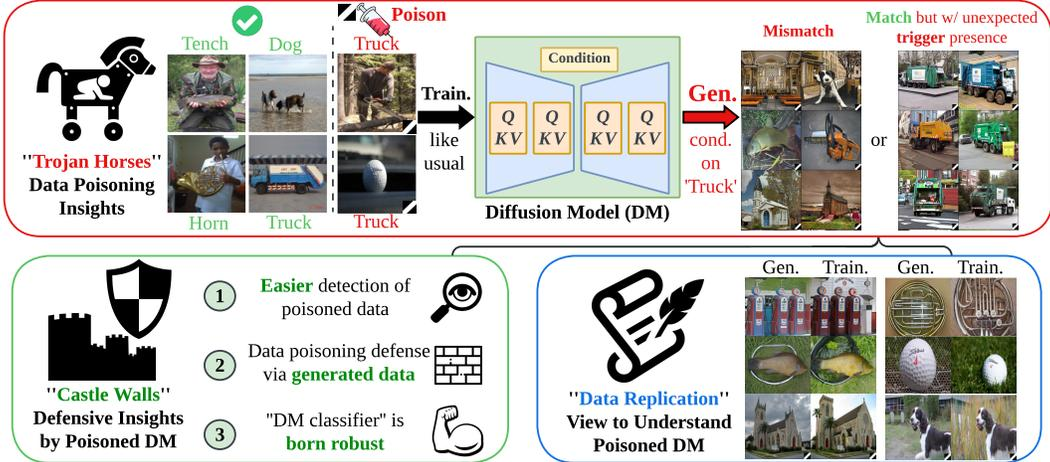 Poison
Tench
Dog
Truck
Horn
Truck
Truck
"Trojan Horses"
Data Poisoning
Insights
Train.
like
usual
Condition
Q
KV
Q
KV
Q
KV
Q
KV
Diffusion Model (DM)
Gen.
cond.
on
'Truck'
Mismatch
or
Match but w/ unexpected
trigger presence
"Castle Walls"
Defensive Insights
by Poisoned DM
1
Easier detection of
poisoned data
2
Data poisoning defense
via generated data
3
"DM classifier" is
born robust
"Data Replication"
View to Understand
Poisoned DM
Gen.
Train.
Gen.
Train.